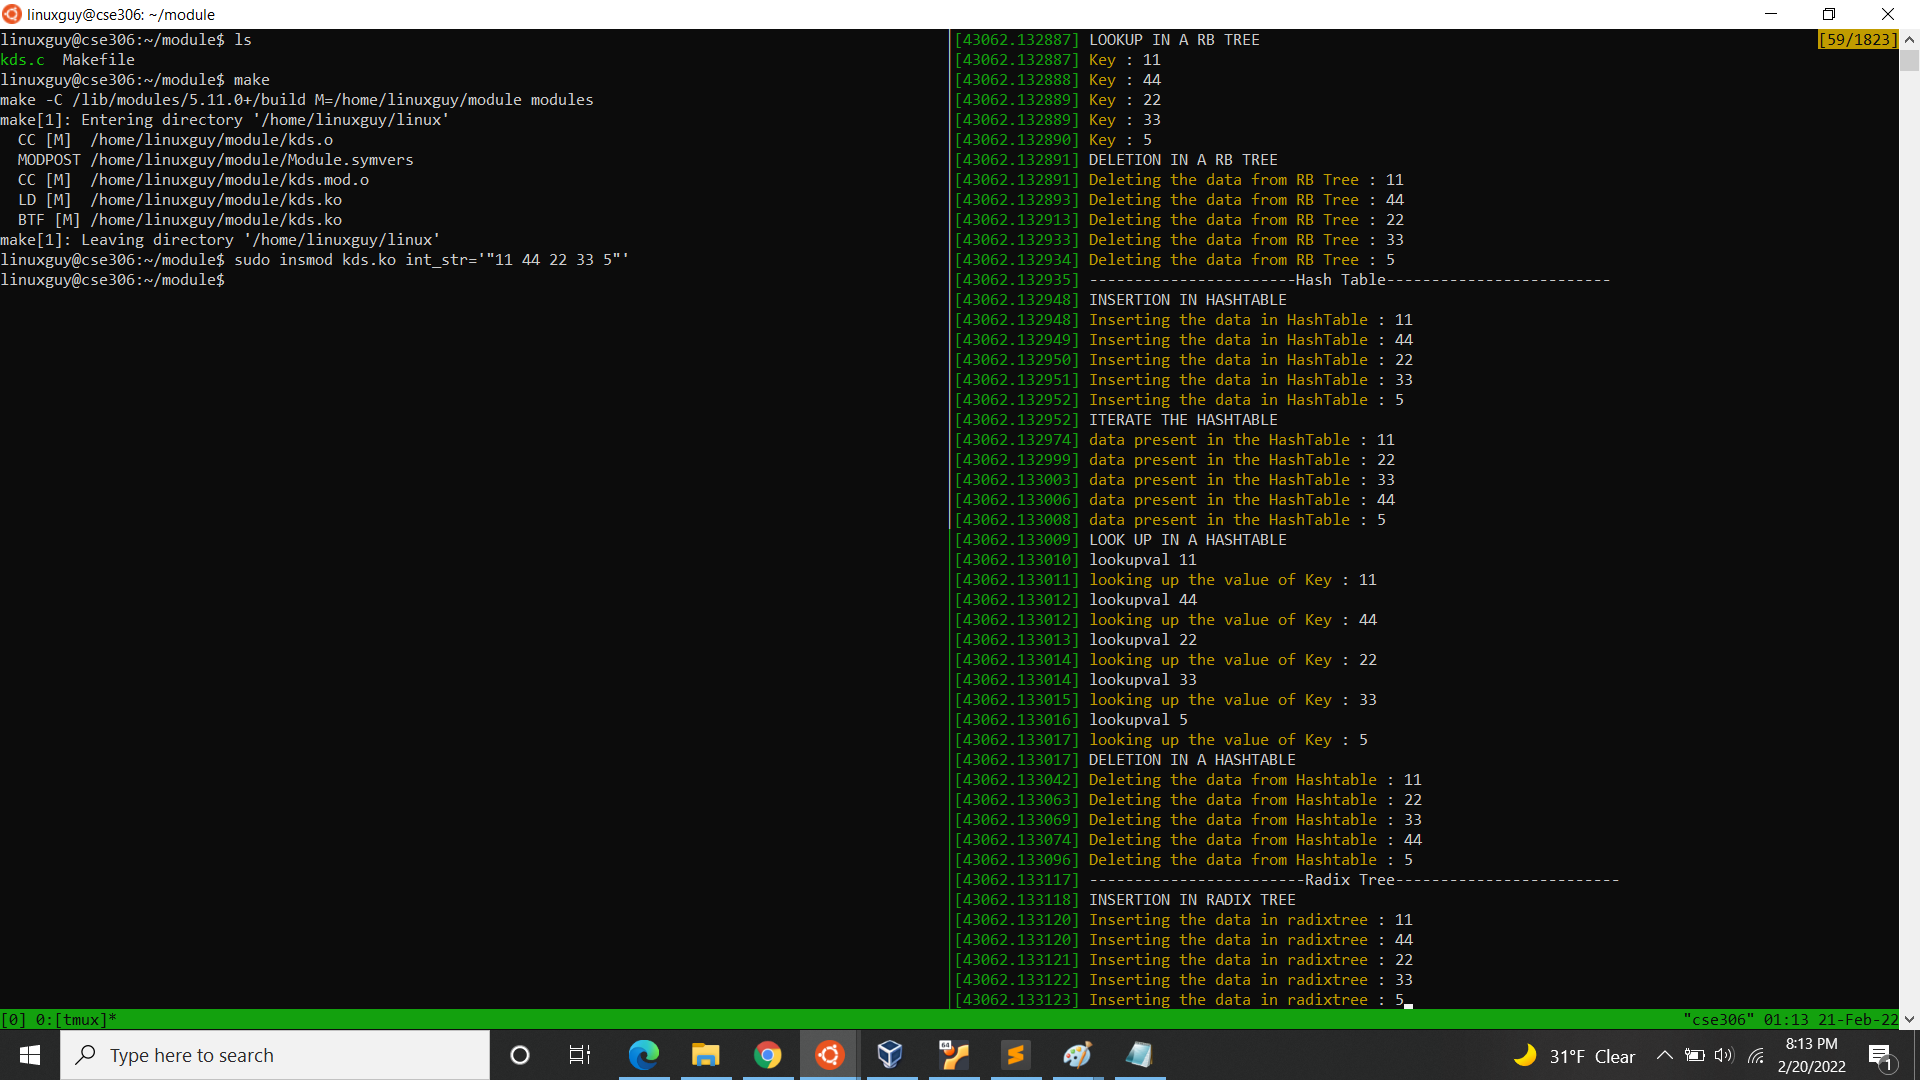 linuxguy@cse306: ~/module
linuxguy@cse306:~/module$ ls
kds.c  Makefile
linuxguy@cse306:~/module$ make
make -C /lib/modules/5.11.0+/build M=/home/linuxguy/module modules
make[1]: Entering directory '/home/linuxguy/linux'
  CC [M]  /home/linuxguy/module/kds.o
  MODPOST /home/linuxguy/module/Module.symvers
  CC [M]  /home/linuxguy/module/kds.mod.o
  LD [M]  /home/linuxguy/module/kds.ko
  BTF [M] /home/linuxguy/module/kds.ko
make[1]: Leaving directory '/home/linuxguy/linux'
linuxguy@cse306:~/module$ sudo insmod kds.ko int_str='"11 44 22 33 5"'
linuxguy@cse306:~/module$
[43062.132887] LOOKUP IN A RB TREE
[59/1823]
[43062.132887] Key : 11
[43062.132888] Key : 44
[43062.132889] Key : 22
[43062.132889] Key : 33
[43062.132890] Key : 5
[43062.132891] DELETION IN A RB TREE
[43062.132891] Deleting the data from RB Tree : 11
[43062.132893] Deleting the data from RB Tree : 44
[43062.132913] Deleting the data from RB Tree : 22
[43062.132933] Deleting the data from RB Tree : 33
[43062.132934] Deleting the data from RB Tree : 5
[43062.132935] -----------------------Hash Table-------------------------
[43062.132948] INSERTION IN HASHTABLE
[43062.132948] Inserting the data in HashTable : 11
[43062.132949] Inserting the data in HashTable : 44
[43062.132950] Inserting the data in HashTable : 22
[43062.132951] Inserting the data in HashTable : 33
[43062.132952] Inserting the data in HashTable : 5
[43062.132952] ITERATE THE HASHTABLE
[43062.132974] data present in the HashTable : 11
[43062.132999] data present in the HashTable : 22
[43062.133003] data present in the HashTable : 33
[43062.133006] data present in the HashTable : 44
[43062.133008] data present in the HashTable : 5
[43062.133009] LOOK UP IN A HASHTABLE
[43062.133010] lookupval 11
[43062.133011] looking up the value of Key : 11
[43062.133012] lookupval 44
[43062.133012] looking up the value of Key : 44
[43062.133013] lookupval 22
[43062.133014] looking up the value of Key : 22
[43062.133014] lookupval 33
[43062.133015] looking up the value of Key : 33
[43062.133016] lookupval 5
[43062.133017] looking up the value of Key : 5
[43062.133017] DELETION IN A HASHTABLE
[43062.133042] Deleting the data from Hashtable : 11
[43062.133063] Deleting the data from Hashtable : 22
[43062.133069] Deleting the data from Hashtable : 33
[43062.133074] Deleting the data from Hashtable : 44
[43062.133096] Deleting the data from Hashtable : 5
[43062.133117] ------------------------Radix Tree-------------------------
[43062.133118] INSERTION IN RADIX TREE
[43062.133120] Inserting the data in radixtree : 11
[43062.133120] Inserting the data in radixtree : 44
[43062.133121] Inserting the data in radixtree : 22
[43062.133122] Inserting the data in radixtree : 33
[43062.133123] Inserting the data in radixtree : 5
[0] 0:[tmux]*
"cse306" 01:13 21-Feb-22
Type here to search
64
31°F Clear
8:13 PM
2/20/2022
1